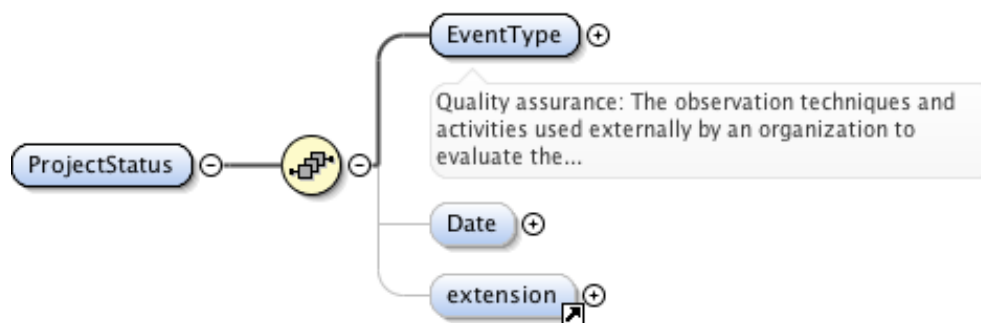 EventType
Quality assurance: The observation techniques and
activities used externally by an organization to
evaluate the...
ProjectStatus
Date
extension